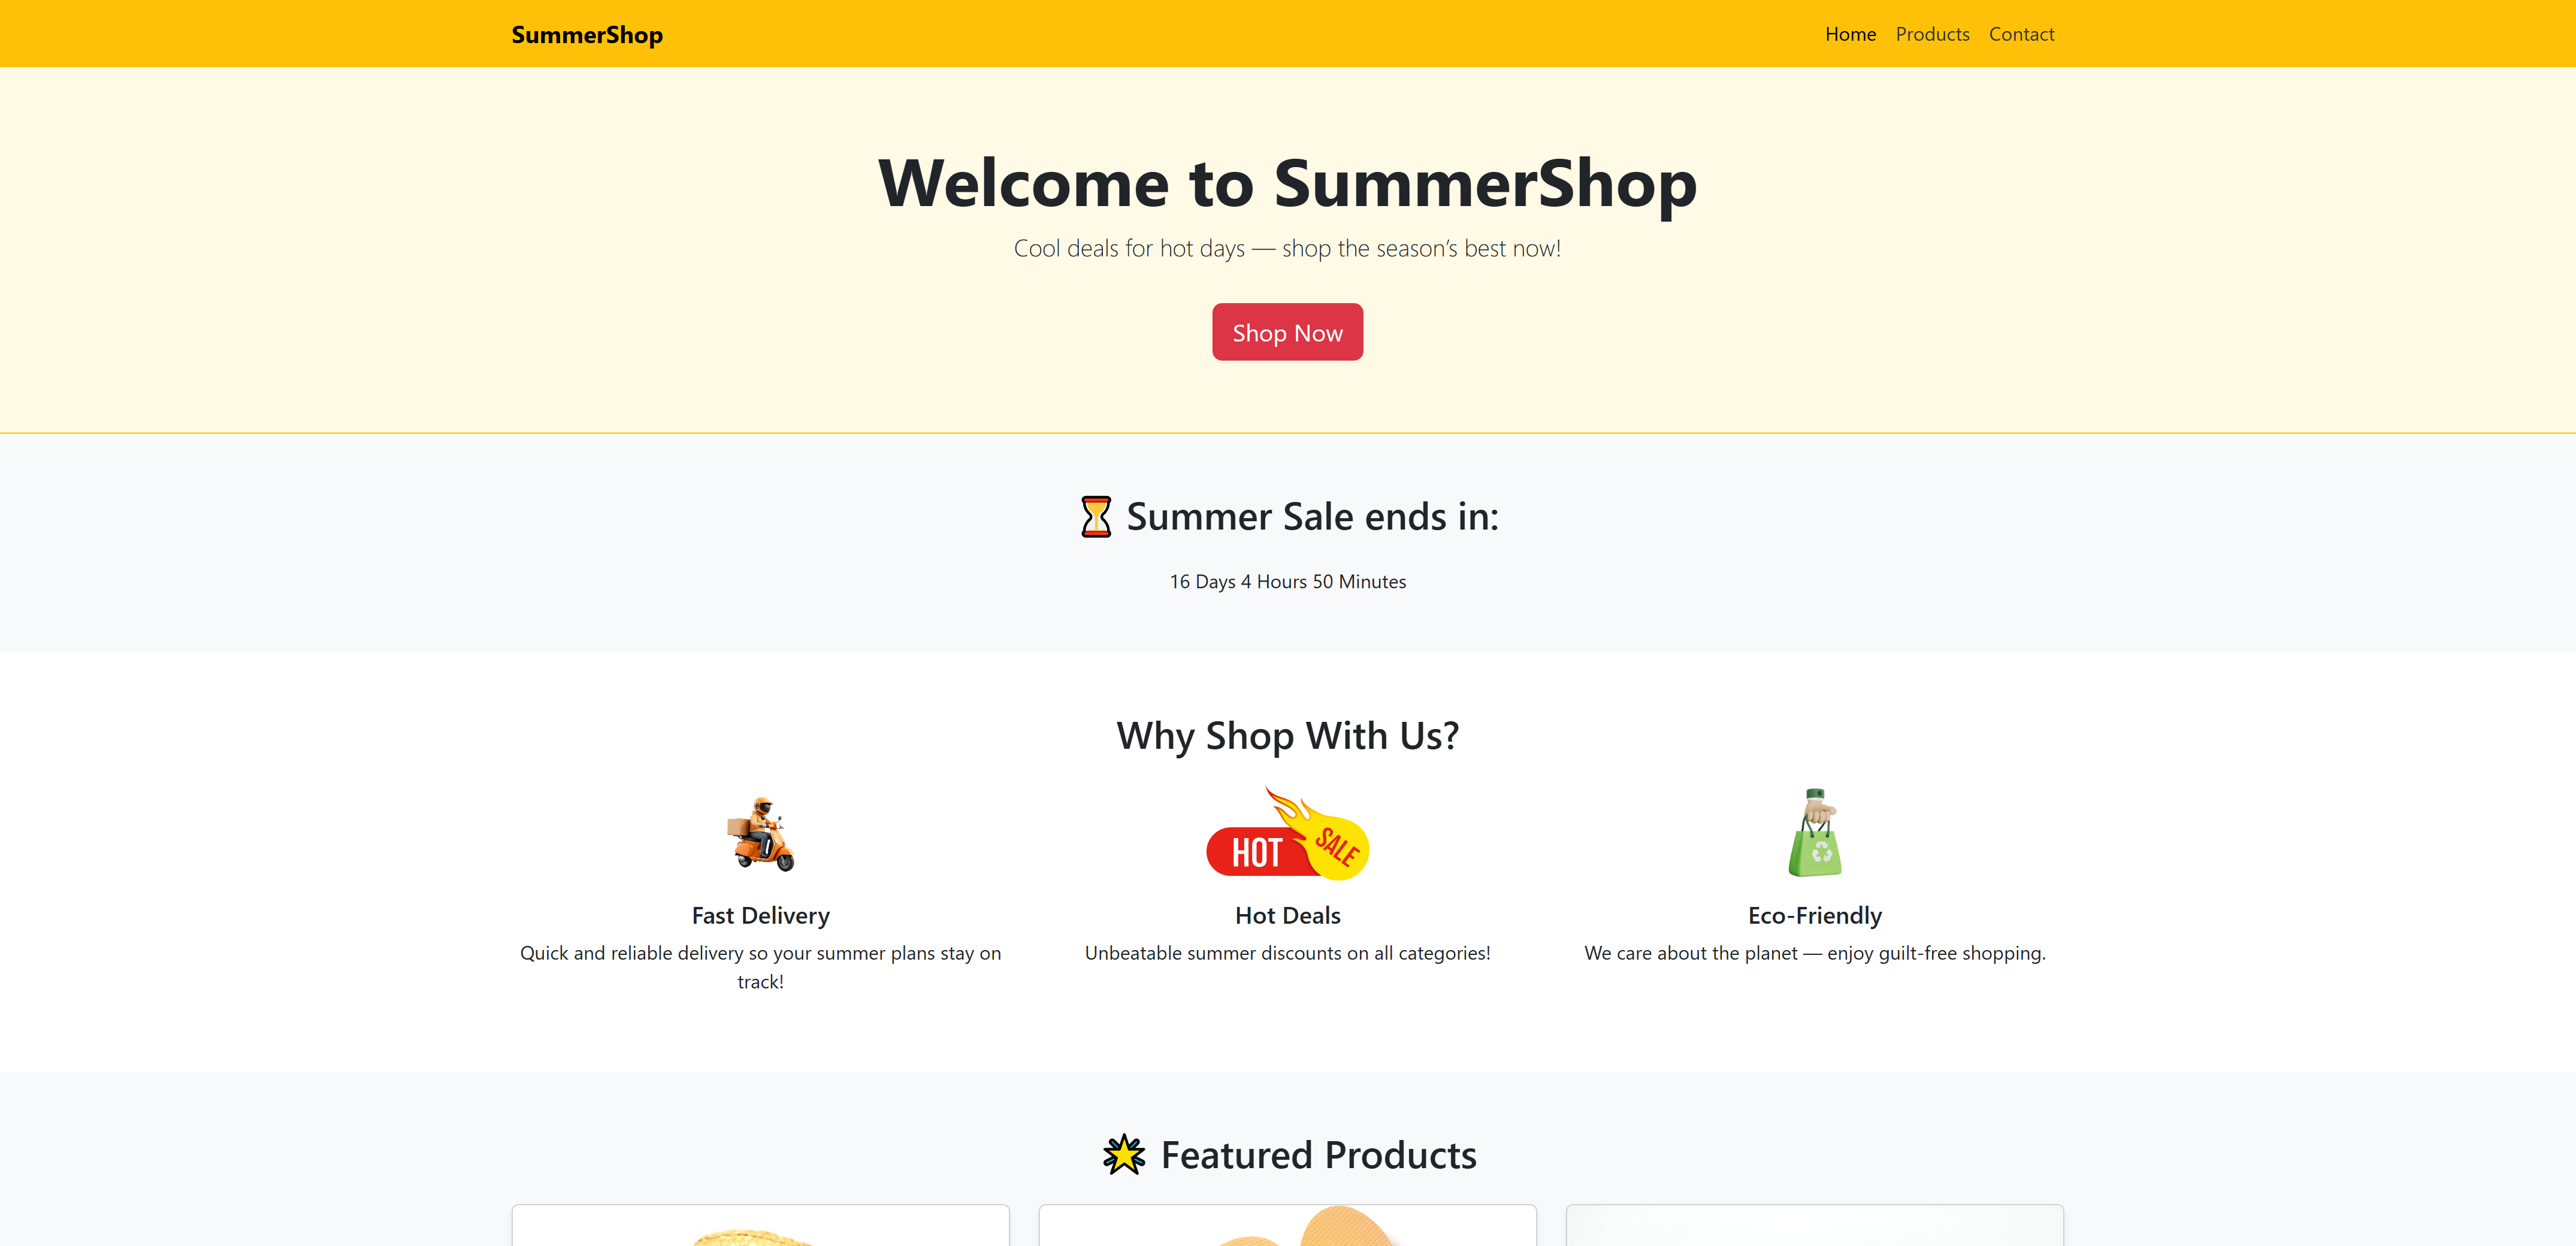 SummerShop
Home Products Contact
Welcome to SummerShop
Cool deals for hot days — shop the season’s best now!
Shop Now
⏳ Summer Sale ends in:
16 Days 4 Hours 50 Minutes
Why Shop With Us?
HOT SALE
Fast Delivery
Quick and reliable delivery so your summer plans stay on
track!
Hot Deals
Unbeatable summer discounts on all categories!
Eco-Friendly
We care about the planet — enjoy guilt-free shopping.
🌟 Featured Products